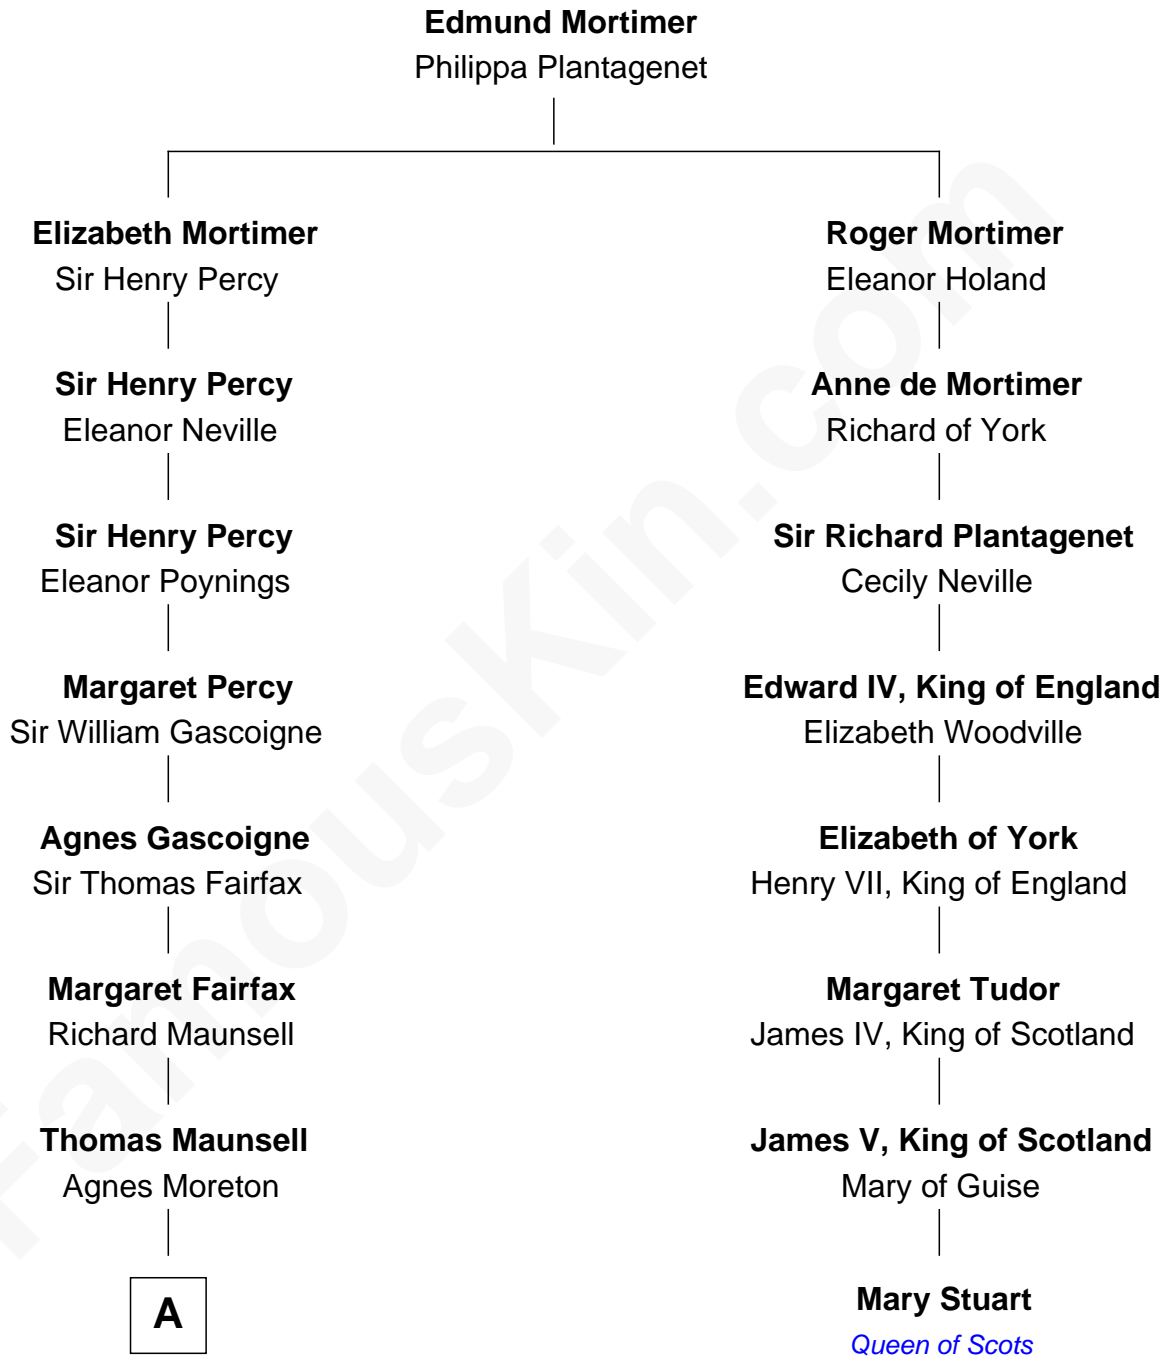 Edmund Mortimer
Philippa Plantagenet
Elizabeth Mortimer
Sir Henry Percy
Roger Mortimer
Eleanor Holand
Sir Henry Percy
Eleanor Neville
Anne de Mortimer
Richard of York
Sir Henry Percy
Eleanor Poynings
Sir Richard Plantagenet
Cecily Neville
Margaret Percy
Sir William Gascoigne
Edward IV, King of England
Elizabeth Woodville
Agnes Gascoigne
Sir Thomas Fairfax
Elizabeth of York
Henry VII, King of England
Margaret Fairfax
Richard Maunsell
Margaret Tudor
James IV, King of Scotland
Thomas Maunsell
Agnes Moreton
James V, King of Scotland
Mary of Guise
A
Mary Stuart
Queen of Scots
FamousKin.com